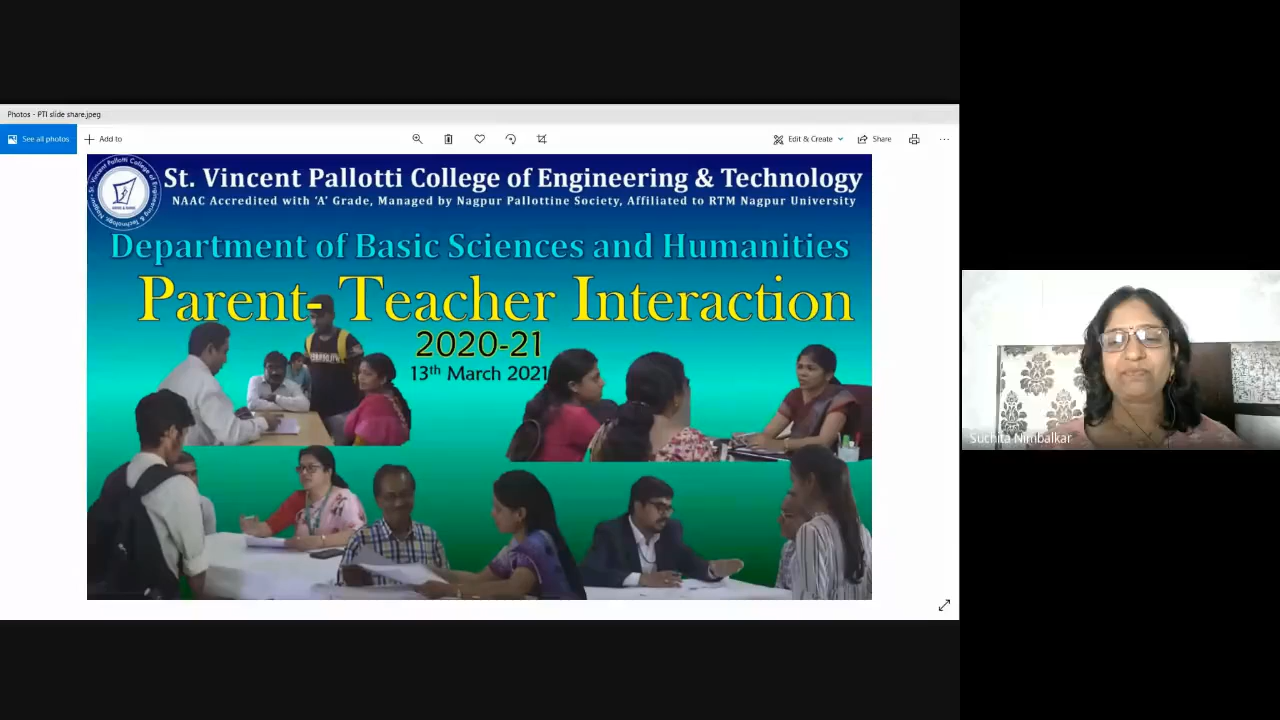 Photos - PTI slide share.jpeg
See all photos
Add to
Edit & Create
Share
St. Vincent Pallotti College of Engineering & Technology
NAAC Accredited with ‘A’ Grade, Managed by Nagpur Pallottine Society, Affiliated to RTM Nagpur University
Department of Basic Sciences and Humanities
Parent- Teacher Interaction
2020-21
13th March 2021
Suchita Nimbalkar